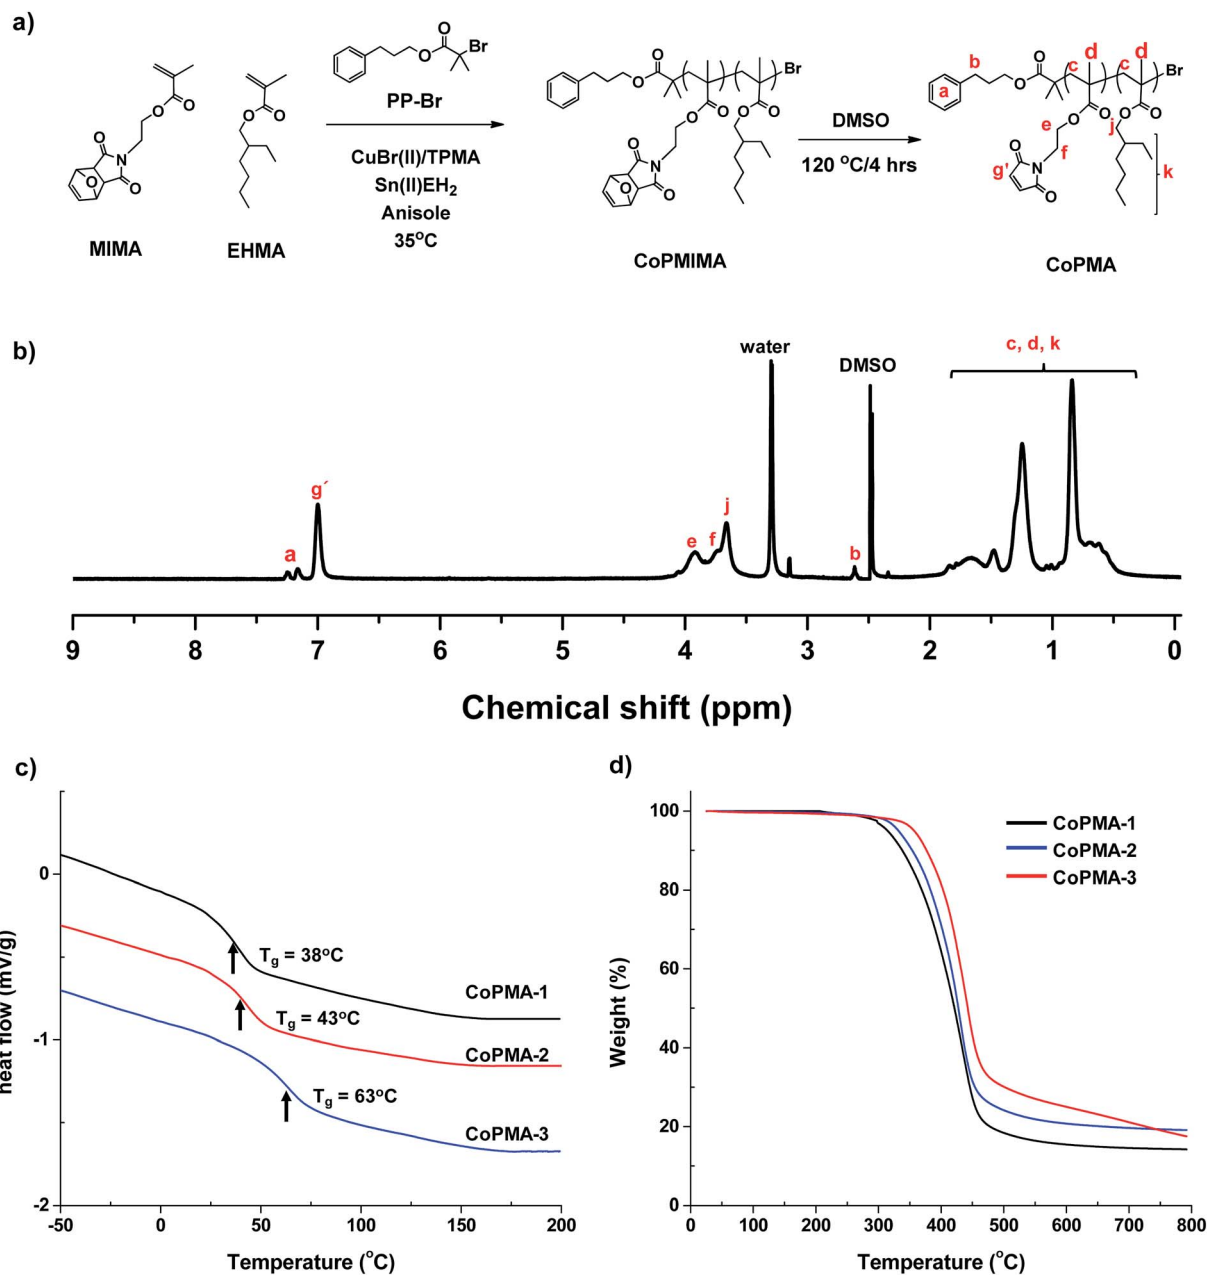 a)
O
O
Br
PP-Br
CuBr(II)/TPMA
Sn(II)EH2
Anisole
35°C
O
O
O
N
O
O
MIMA
O
O
EHMA
O
O
Br
O
O
O
O
O
N
O
O
CoPMIMA
DMSO
120 °C/4 hrs
a
b
O
O
c
d
c
d
Br
O
O
O
O
e
f
j
k
g'
O
N
O
CoPMA
b)
water
DMSO
c, d, k
g´
a
e
f
j
b
9 8 7 6 5 4 3 2 1 0
Chemical shift (ppm)
c)
heat flow (mV/g)
0
-1
-2
Tg = 38°C
CoPMA-1
Tg = 43°C
CoPMA-2
Tg = 63°C
CoPMA-3
-50 0 50 100 150 200
Temperature (°C)
d)
Weight (%)
100
80
60
40
20
0
CoPMA-1
CoPMA-2
CoPMA-3
0 100 200 300 400 500 600 700 800
Temperature (°C)